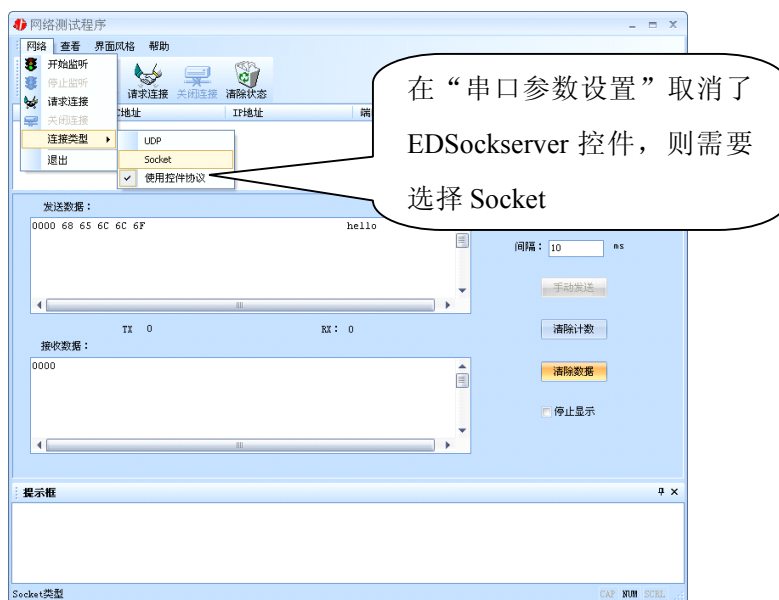 网络测试程序
网络 查看 界面风格 帮助
开始监听
停止监听
请求连接
关闭连接
连接类型
退出
请求连接 关闭连接 清除状态
地址 IP地址 端
UDP
Socket
使用控件协议
在“串口参数设置”取消了
EDSockserver 控件，则需要
选择 Socket
发送数据：
0000 68 65 6C 6C 6F hello
间隔： 10 ms
手动发送
TX 0 RX： 0
清除计数
接收数据：
0000
清除数据
停止显示
提示框
Socket类型
CAP NUM SCRL